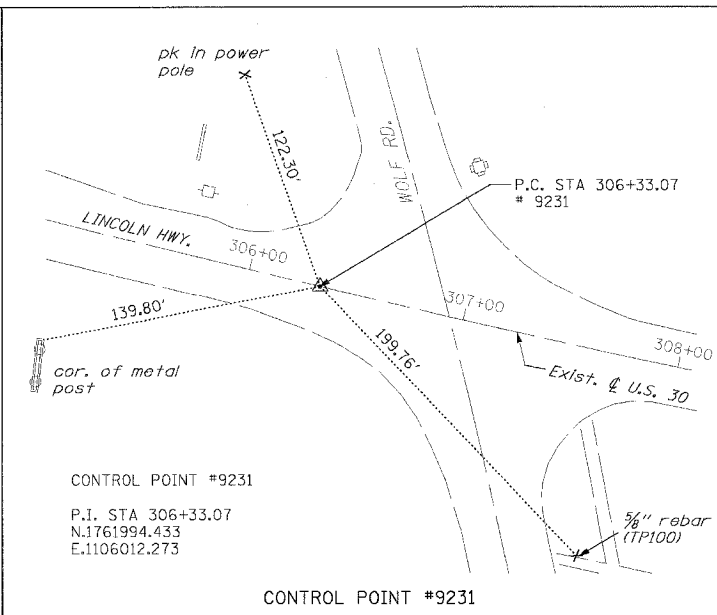 pk in power
pole
122.30'
WOLF RD.
P.C. STA 306+33.07
# 9231
LINCOLN HWY.
306+00
307+00
308+00
139.80'
199.76'
cor. of metal
post
Exist. ℄ U.S. 30
CONTROL POINT #9231
P.I. STA 306+33.07
N.1761994.433
E.1106012.273
5/8" rebar
(TP100)
CONTROL POINT #9231